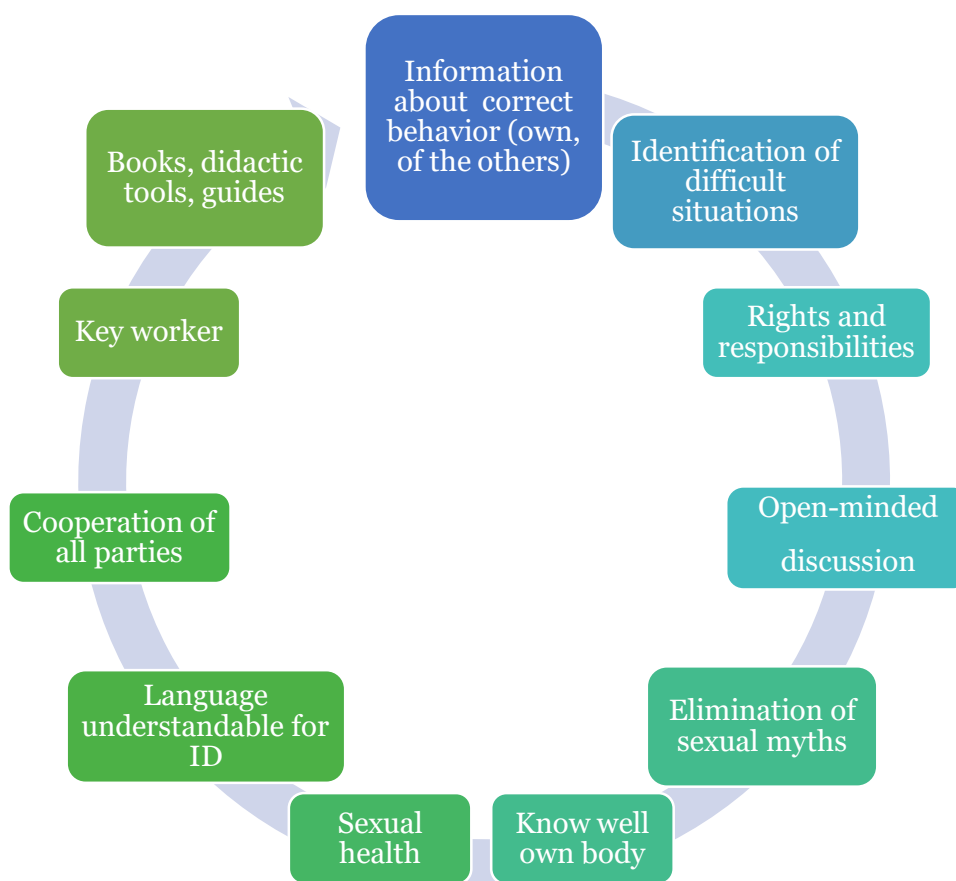 Information
about correct
behavior (own,
of the others)
Identification of
difficult
situations
Rights and
responsibilities
Open-minded
discussion
Elimination of
sexual myths
Know well
own body
Sexual
health
Language
understandable for
ID
Cooperation of
all parties
Key worker
Books, didactic
tools, guides